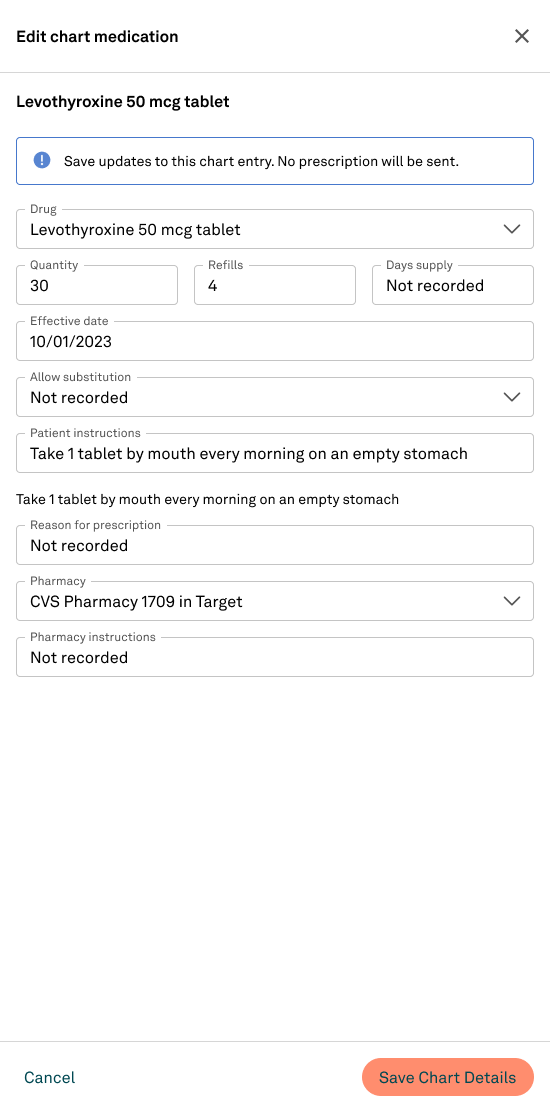 Edit chart medication
Levothyroxine 50 mcg tablet
Save updates to this chart entry. No prescription will be sent.
Drug
Levothyroxine 50 mcg tablet
Quantity
30
Refills
4
Days supply
Not recorded
Effective date
10/01/2023
Allow substitution
Not recorded
Patient instructions
Take 1 tablet by mouth every morning on an empty stomach
Take 1 tablet by mouth every morning on an empty stomach
Reason for prescription
Not recorded
Pharmacy
CVS Pharmacy 1709 in Target
Pharmacy instructions
Not recorded
Cancel
Save Chart Details